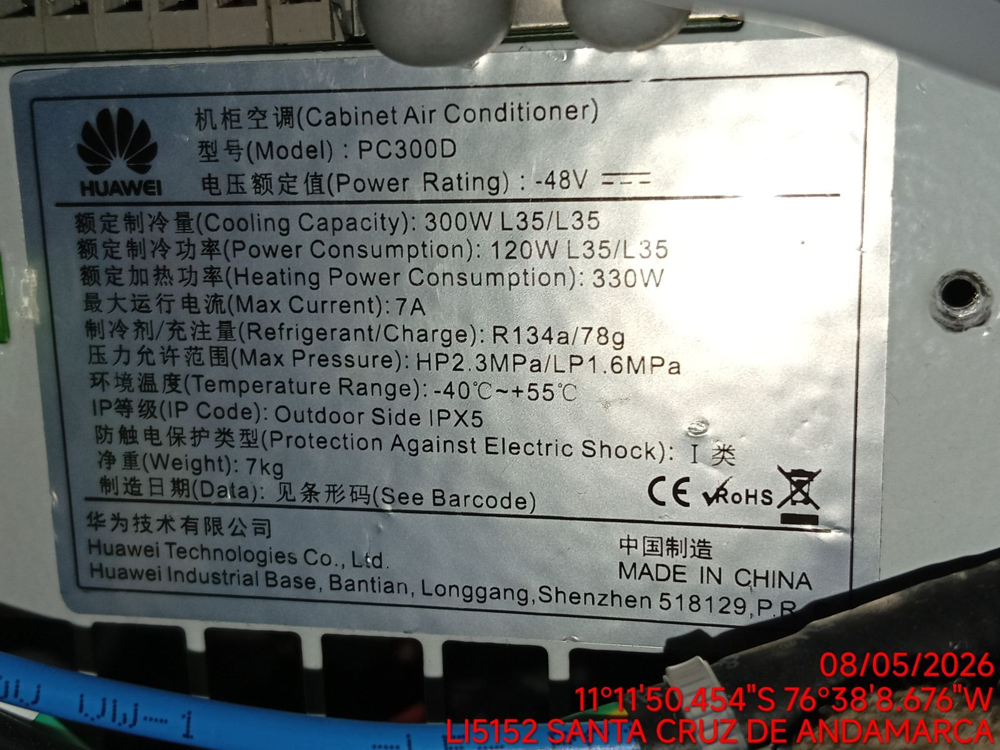 HUAWEI
机柜空调(Cabinet Air Conditioner)
型号(Model) : PC300D
电压额定值(Power Rating) : -48V
额定制冷量(Cooling Capacity): 300W L35/L35
额定制冷功率(Power Consumption): 120W L35/L35
额定加热功率(Heating Power Consumption): 330W
最大运行电流(Max Current): 7A
制冷剂/充注量(Refrigerant/Charge): R134a/78g
压力允许范围(Max Pressure): HP2.3MPa/LP1.6MPa
环境温度(Temperature Range): -40℃~+55℃
IP等级(IP Code): Outdoor Side IPX5
防触电保护类型(Protection Against Electric Shock): I 类
净重(Weight): 7kg
制造日期(Data): 见条形码(See Barcode)
CE RoHS
华为技术有限公司
Huawei Technologies Co., Ltd.
中国制造
MADE IN CHINA
Huawei Industrial Base, Bantian, Longgang,Shenzhen 518129,P.R
08/05/2026
11°11'50.454"S 76°38'8.676"W
LI5152 SANTA CRUZ DE ANDAMARCA